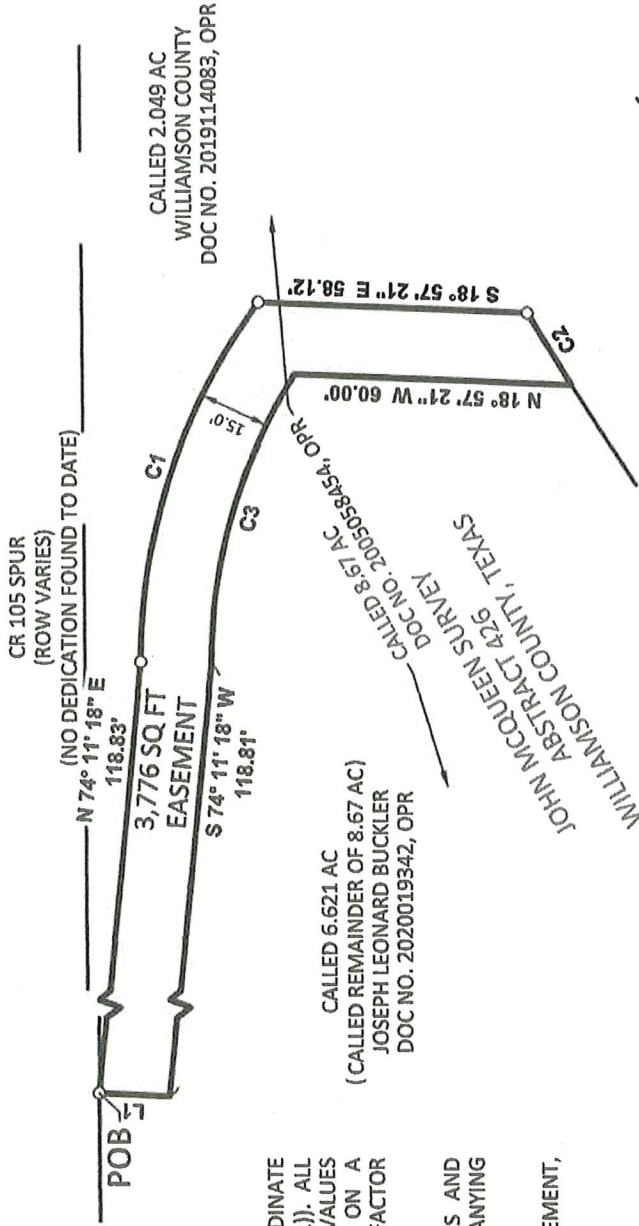 CR 105 SPUR
(ROW VARIES)
(NO DEDICATION FOUND TO DATE)
N 74° 11' 18" E
118.83'
3,776 SQ FT
EASEMENT
S 74° 11' 18" W
118.81'
POB
L1
C1
15.0'
C3
CALLED 2.049 AC
WILLIAMSON COUNTY
DOC NO. 2019114083, OPR
S 18° 57' 21" E 58.12'
N 18° 57' 21" W 60.00'
C2
CALLED 8.67 AC
DOC NO. 2005058454, OPR
JOHN MCQUEEN SURVEY
ABSTRACT 426
WILLIAMSON COUNTY, TEXAS
CALLED 6.621 AC
(CALLED REMAINDER OF 8.67 AC)
JOSEPH LEONARD BUCKLER
DOC NO. 2020019342, OPR
DINATE
)). ALL
VALUES
ON A
FACTOR
S AND
ANYING
EMENT,